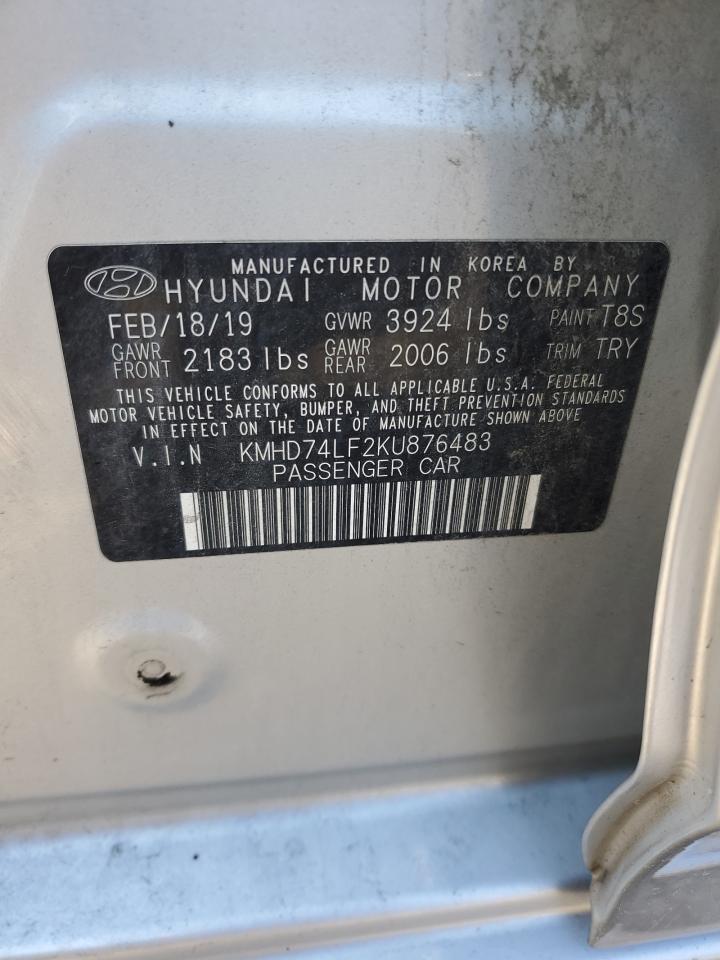 MANUFACTURED IN KOREA BY
HYUNDAI MOTOR COMPANY
FEB/18/19 GVWR 3924 lbs PAINT T8S
GAWR FRONT 2183 lbs GAWR REAR 2006 lbs TRIM TRY
THIS VEHICLE CONFORMS TO ALL APPLICABLE U.S.A. FEDERAL
MOTOR VEHICLE SAFETY, BUMPER, AND THEFT PREVENTION STANDARDS
IN EFFECT ON THE DATE OF MANUFACTURE SHOWN ABOVE
V.I.N KMHD74LF2KU876483
PASSENGER CAR